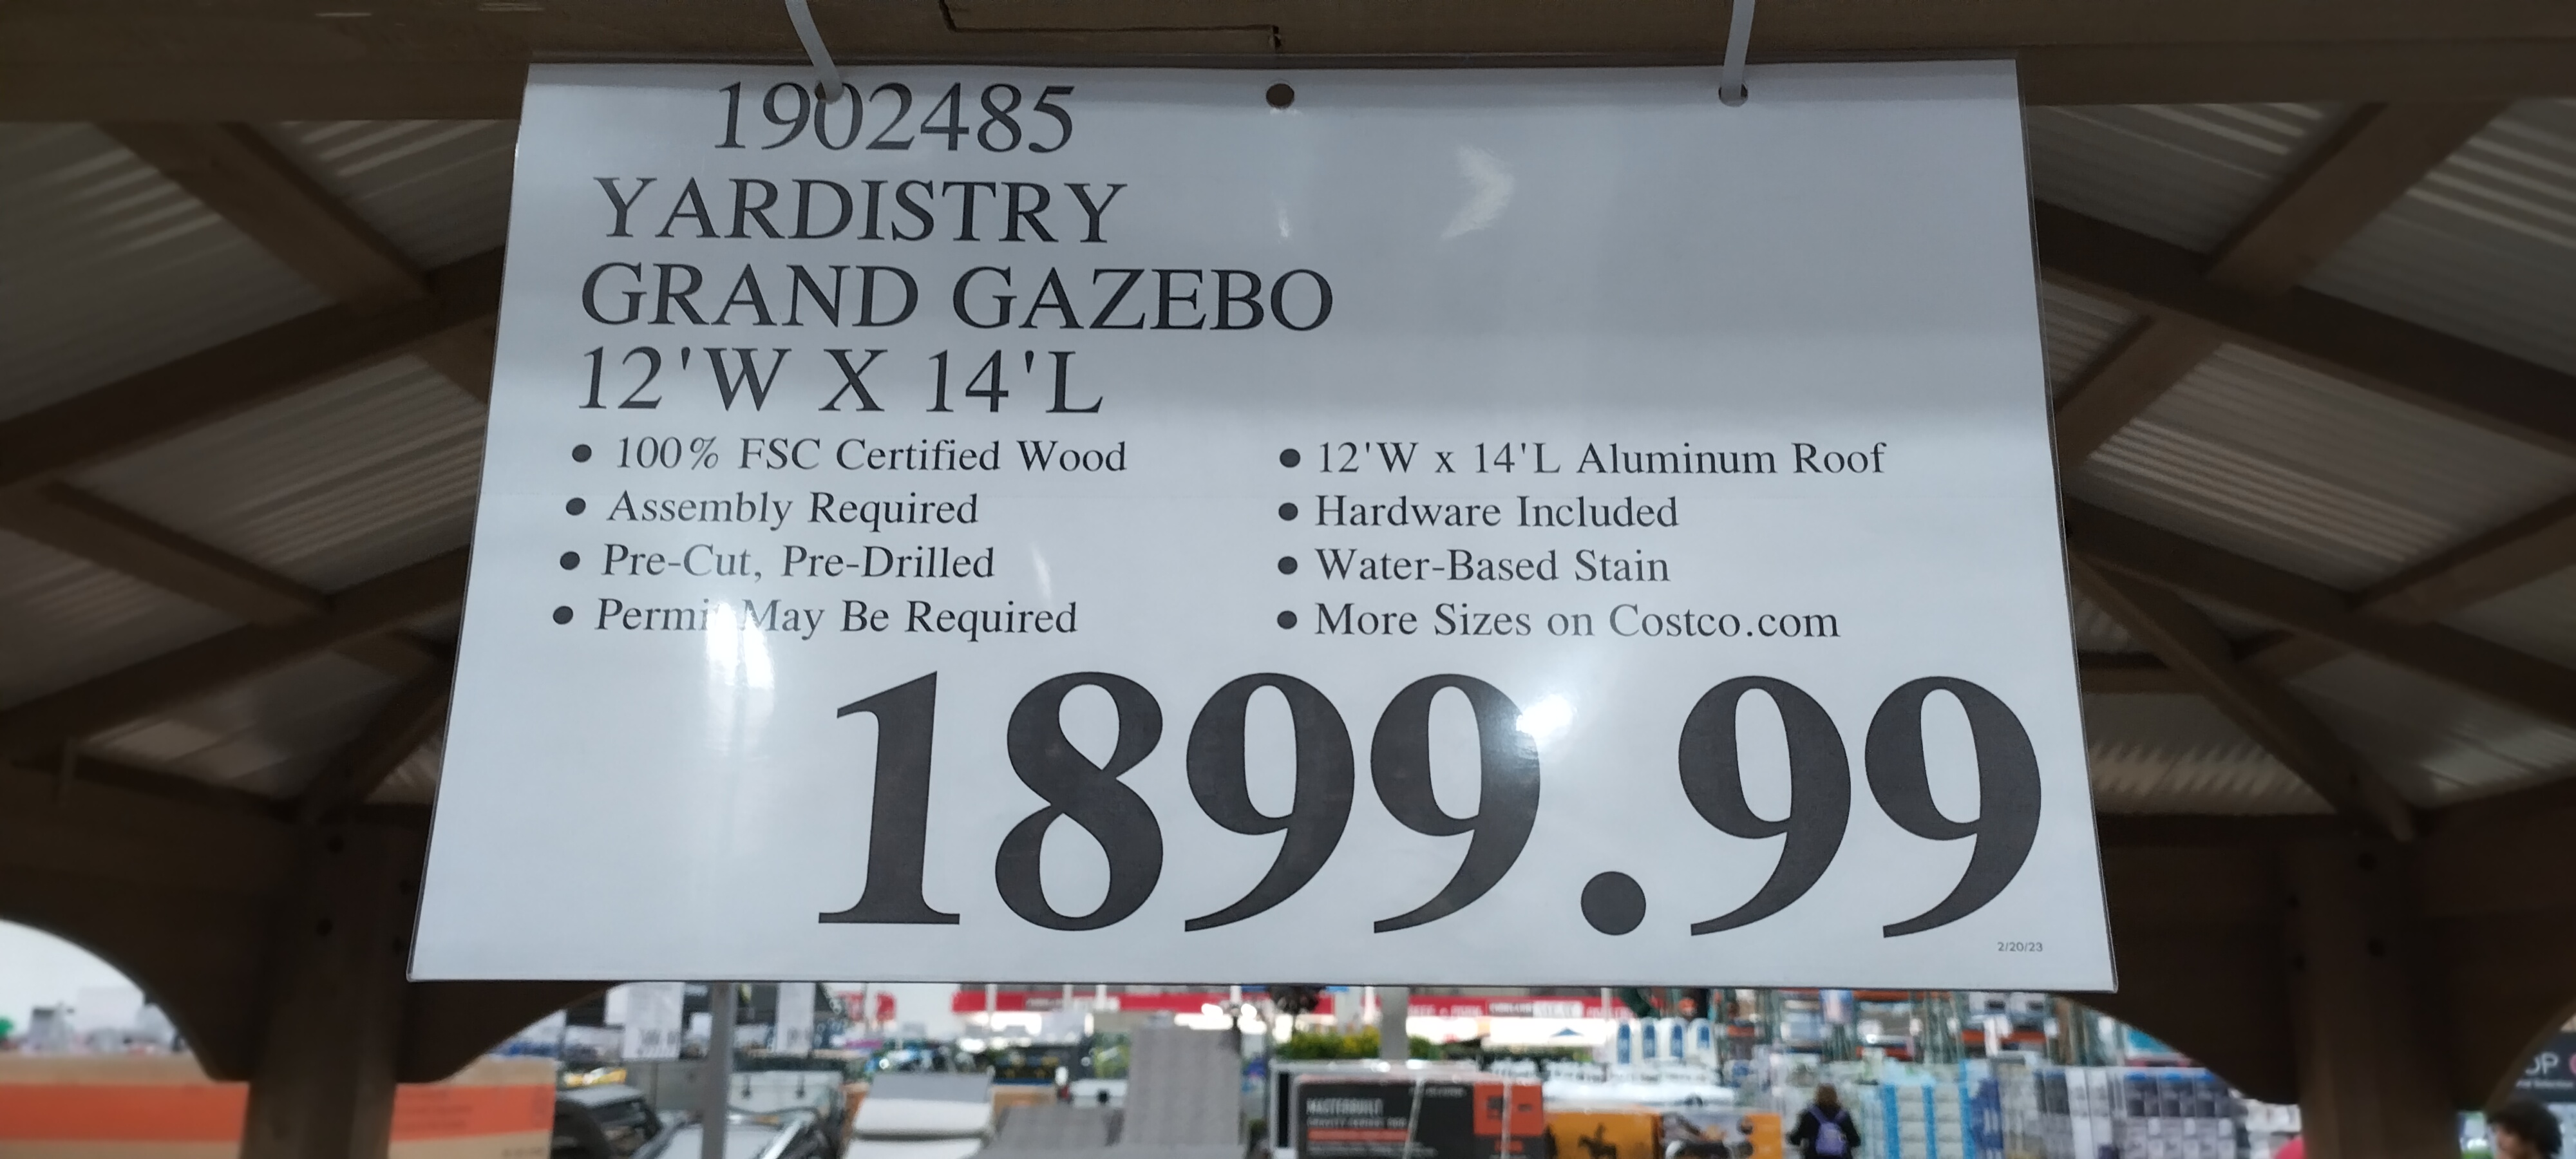 1902485
YARDISTRY
GRAND GAZEBO
12'W X 14'L
• 100% FSC Certified Wood
• Assembly Required
• Pre-Cut, Pre-Drilled
• Permit May Be Required
• 12'W x 14'L Aluminum Roof
• Hardware Included
• Water-Based Stain
• More Sizes on Costco.com
1899.99
2/20/23
MASTERBUILT